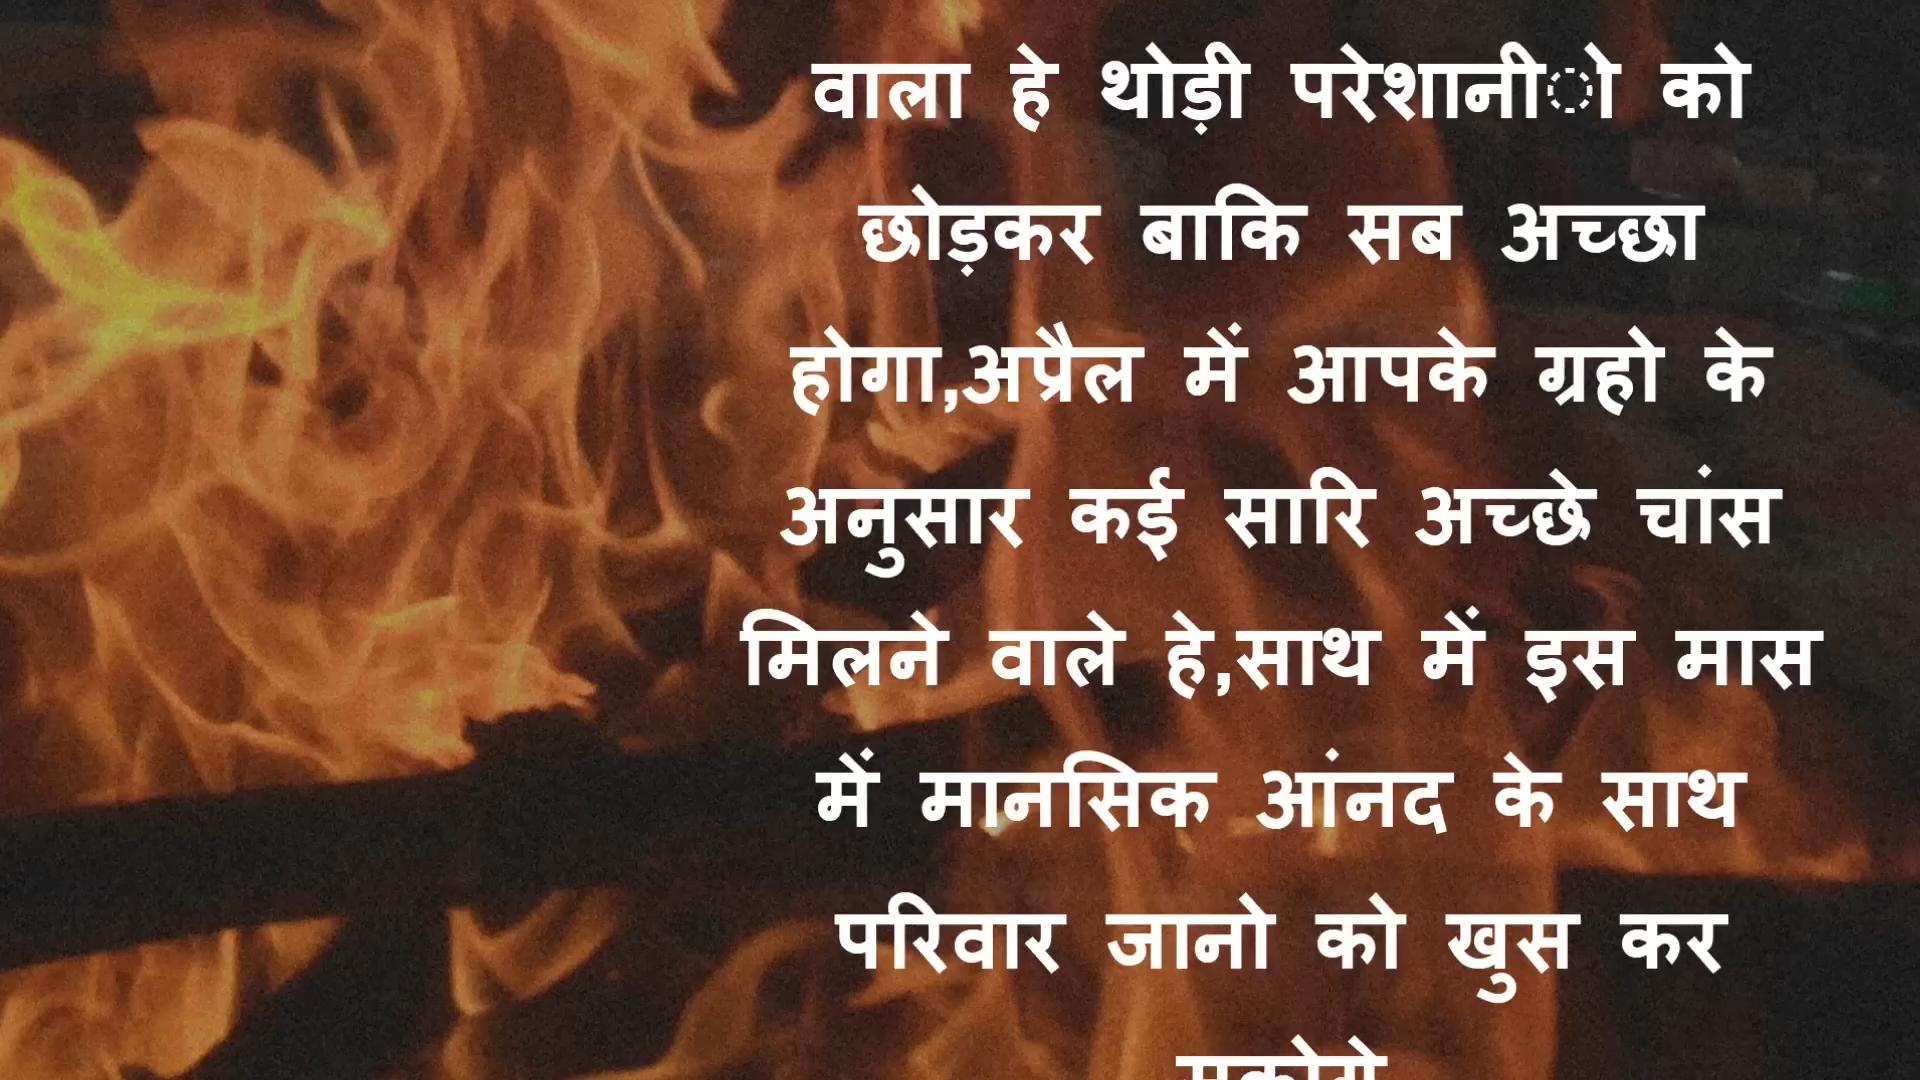 वाला हे थोड़ी परेशानीो को
छोड़कर बाकि सब अच्छा
होगा,अप्रैल में आपके ग्रहो के
अनुसार कई सारि अच्छे चांस
मिलने वाले हे,साथ में इस मास
में मानसिक आंनद के साथ
परिवार जानो को खुस कर